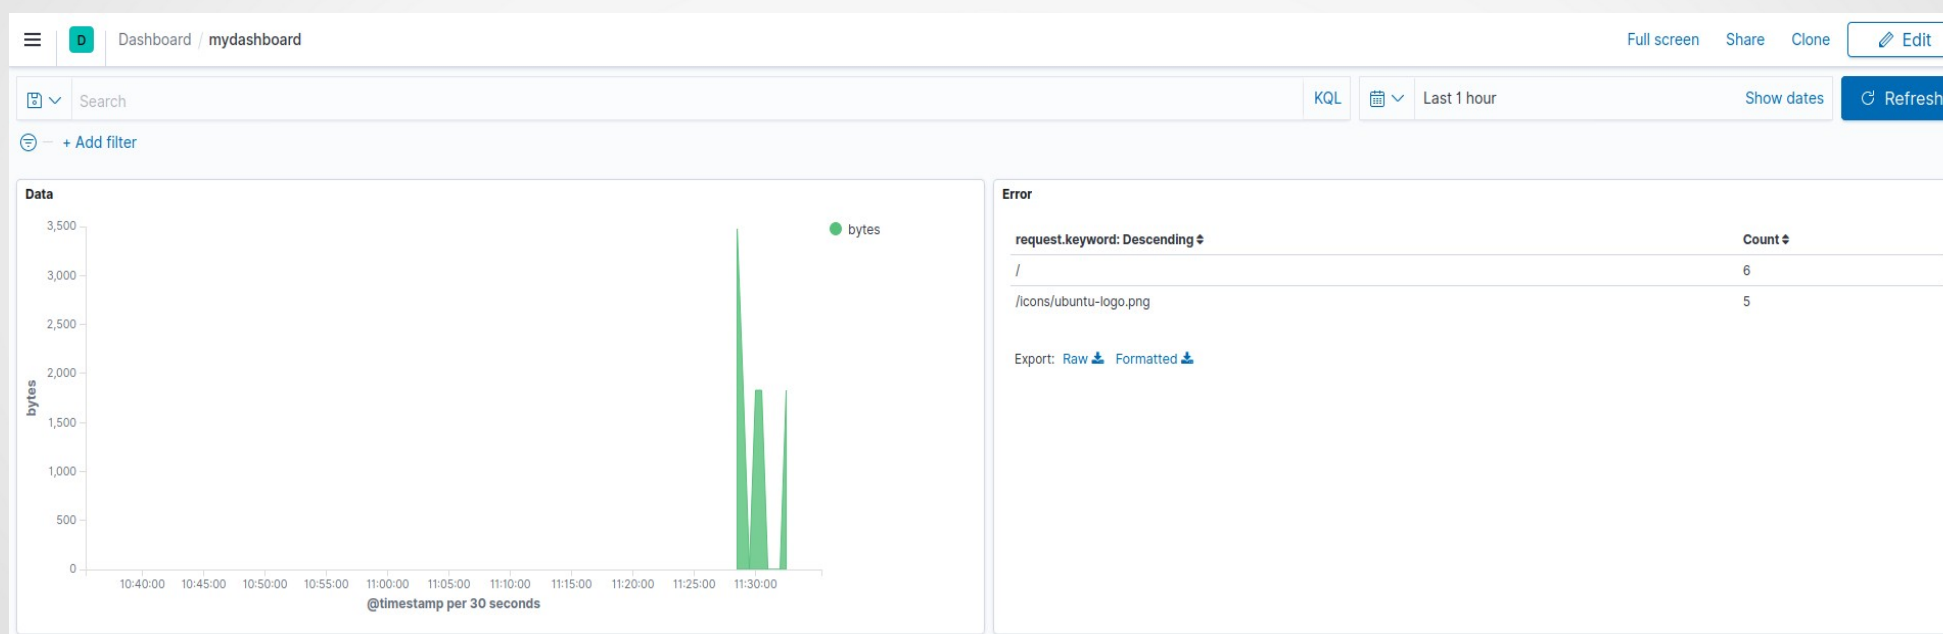 D Dashboard / mydashboard Full screen Share Clone Edit
Search KQL Last 1 hour Show dates Refresh
+ Add filter
Data
3,500
3,000
2,500
2,000
1,500
1,000
500
0
bytes
10:40:00 10:45:00 10:50:00 10:55:00 11:00:00 11:05:00 11:10:00 11:15:00 11:20:00 11:25:00 11:30:00
@timestamp per 30 seconds
bytes
Error
request.keyword: Descending Count
/ 6
/icons/ubuntu-logo.png 5
Export: Raw Formatted